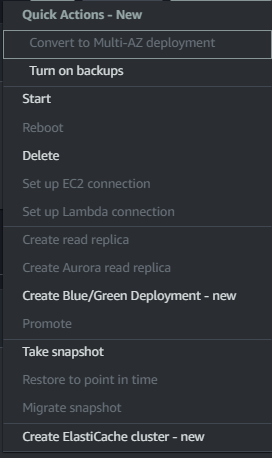 Quick Actions - New
Convert to Multi-AZ deployment
Turn on backups
Start
Reboot
Delete
Set up EC2 connection
Set up Lambda connection
Create read replica
Create Aurora read replica
Create Blue/Green Deployment - new
Promote
Take snapshot
Restore to point in time
Migrate snapshot
Create ElastiCache cluster - new